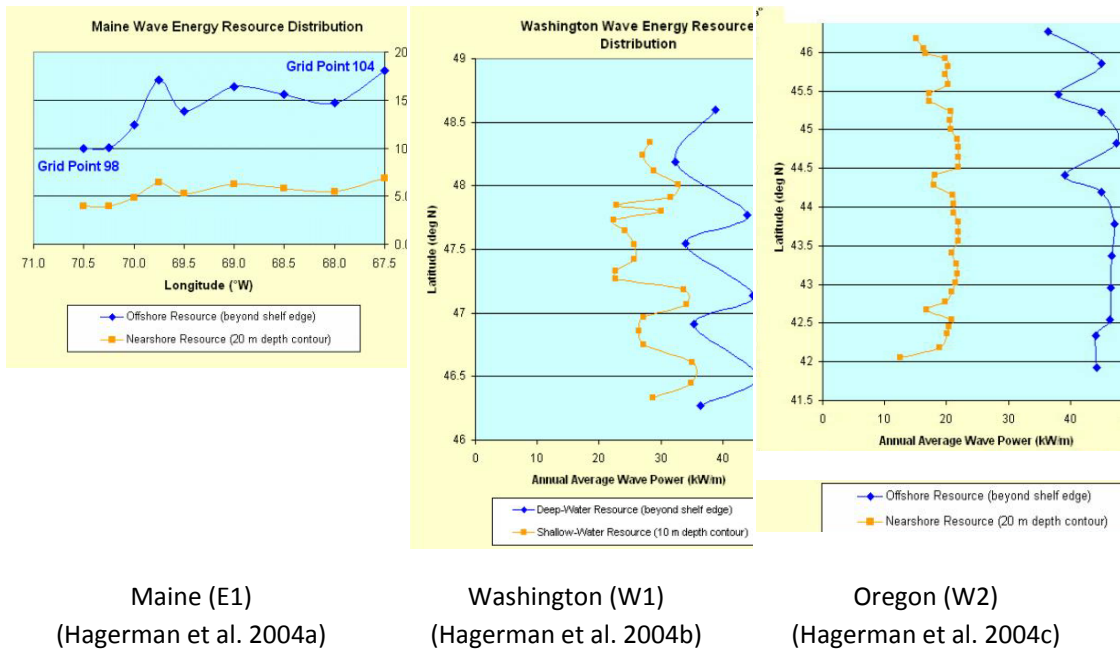 Maine Wave Energy Resource Distribution
20
Grid Point 104
15
10
Grid Point 98
5.0
0.0
71.0 70.5 70.0 69.5 69.0 68.5 68.0 67.5
Longitude (°W)
Offshore Resource (beyond shelf edge)
Nearshore Resource (20 m depth contour)
Washington Wave Energy Resource
Distribution
49
48.5
48
47.5
47
46.5
46
Latitude (deg N)
0 20 40
Annual Average Wave Power (kW/m)
Deep-Water Resource (beyond shelf edge)
Shallow-Water Resource (10 m depth contour)
46
45.5
45
44.5
44
43.5
43
42.5
42
41.5
Latitude (deg N)
0 20 40
Annual Average Wave Power (kW/m)
Offshore Resource (beyond shelf edge)
Nearshore Resource (20 m depth contour)
Maine (E1)
(Hagerman et al. 2004a)
Washington (W1)
(Hagerman et al. 2004b)
Oregon (W2)
(Hagerman et al. 2004c)